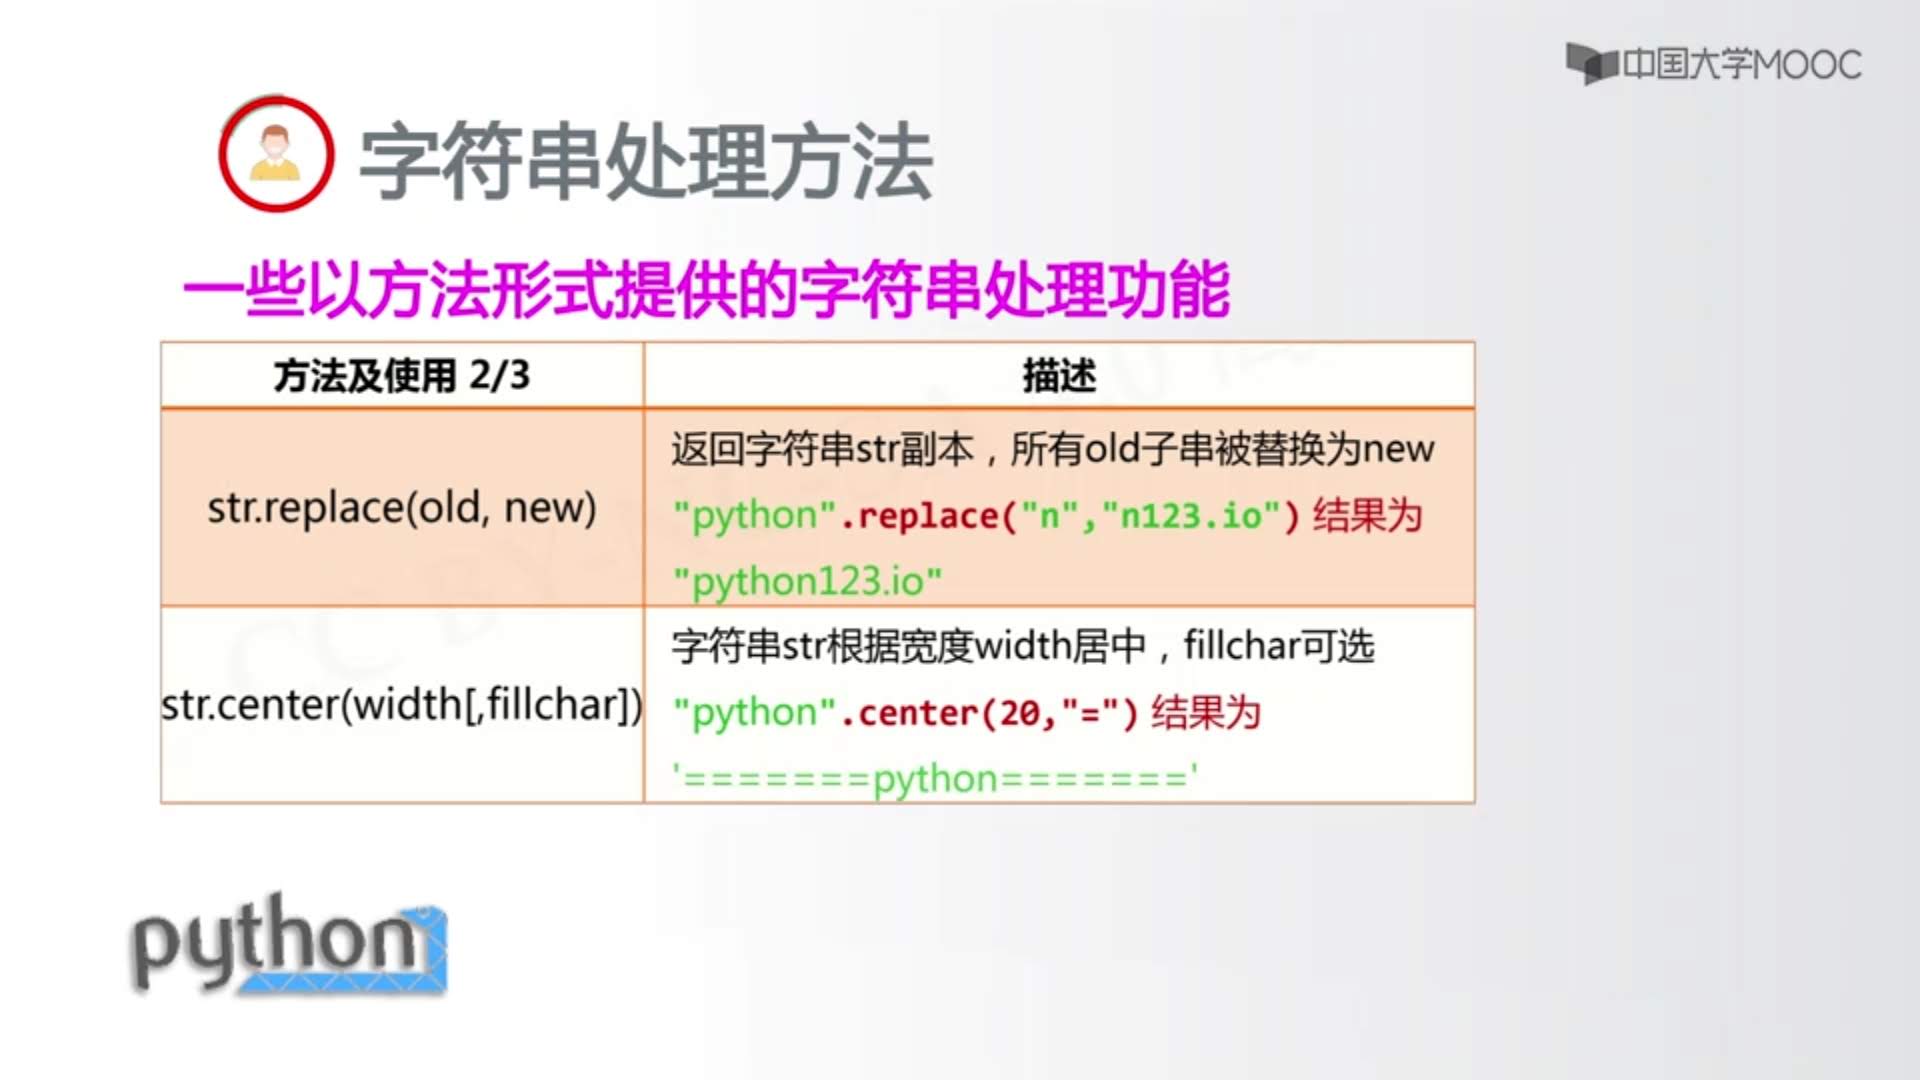 中国大学MOOC
字符串处理方法
一些以方法形式提供的字符串处理功能
方法及使用 2/3
描述
str.replace(old, new)
返回字符串str副本，所有old子串被替换为new
"python".replace("n","n123.io") 结果为
"python123.io"
str.center(width[,fillchar])
字符串str根据宽度width居中，fillchar可选
"python".center(20,"=") 结果为
'=======python======='
python
CC BY